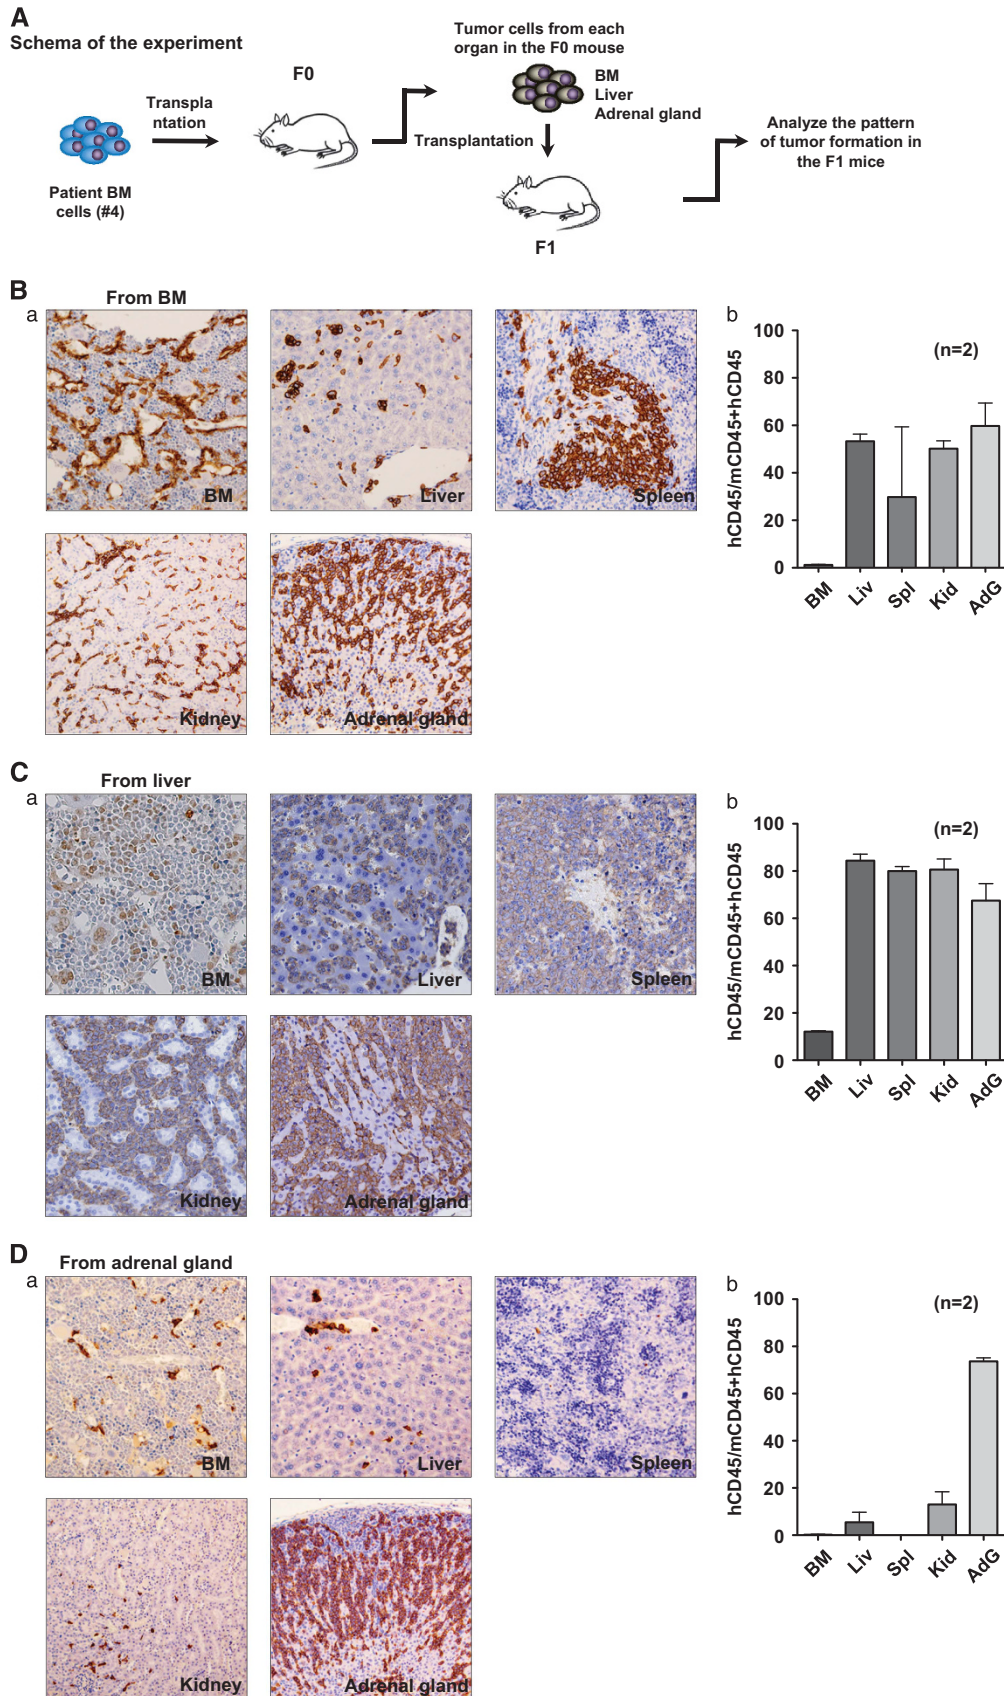 A
Schema of the experiment
F0
Transpla
ntation
Patient BM
cells (#4)
Tumor cells from each
organ in the F0 mouse
BM
Liver
Adrenal gland
Transplantation
F1
Analyze the pattern
of tumor formation in
the F1 mice
B
From BM
a
BM
Liver
Spleen
Kidney
Adrenal gland
b
(n=2)
hCD45/mCD45+hCD45
100
80
60
40
20
0
BM
Liv
Spl
Kid
AdG
C
From liver
a
BM
Liver
Spleen
Kidney
Adrenal gland
b
(n=2)
hCD45/mCD45+hCD45
100
80
60
40
20
0
BM
Liv
Spl
Kid
AdG
D
From adrenal gland
a
BM
Liver
Spleen
Kidney
Adrenal gland
b
(n=2)
hCD45/mCD45+hCD45
100
80
60
40
20
0
BM
Liv
Spl
Kid
AdG